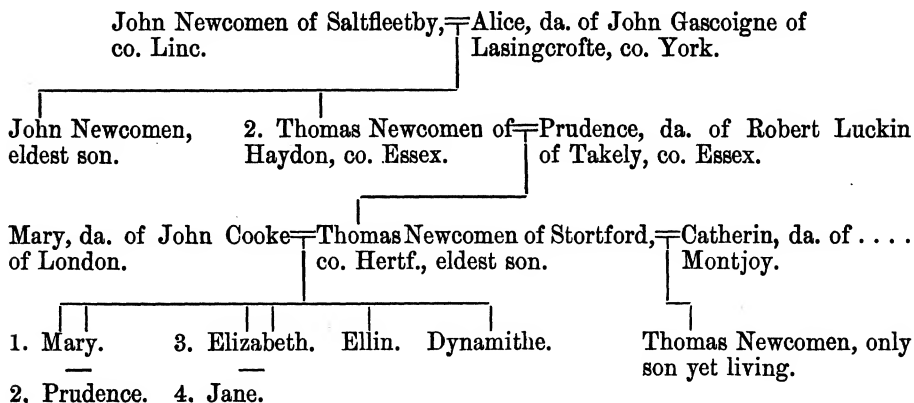 John Newcomen of Saltfleetby,
co. Linc.
Alice, da. of John Gascoigne of
Lasingcrofte, co. York.
John Newcomen,
eldest son.
2. Thomas Newcomen of
Haydon, co. Essex.
Prudence, da. of Robert Luckin
of Takely, co. Essex.
Mary, da. of John Cooke
of London.
Thomas Newcomen of Stortford,
co. Hertf., eldest son.
Catherin, da. of . . . .
Montjoy.
1. Mary.
2. Prudence.
3. Elizabeth.
4. Jane.
Ellin.
Dynamithe.
Thomas Newcomen, only
son yet living.